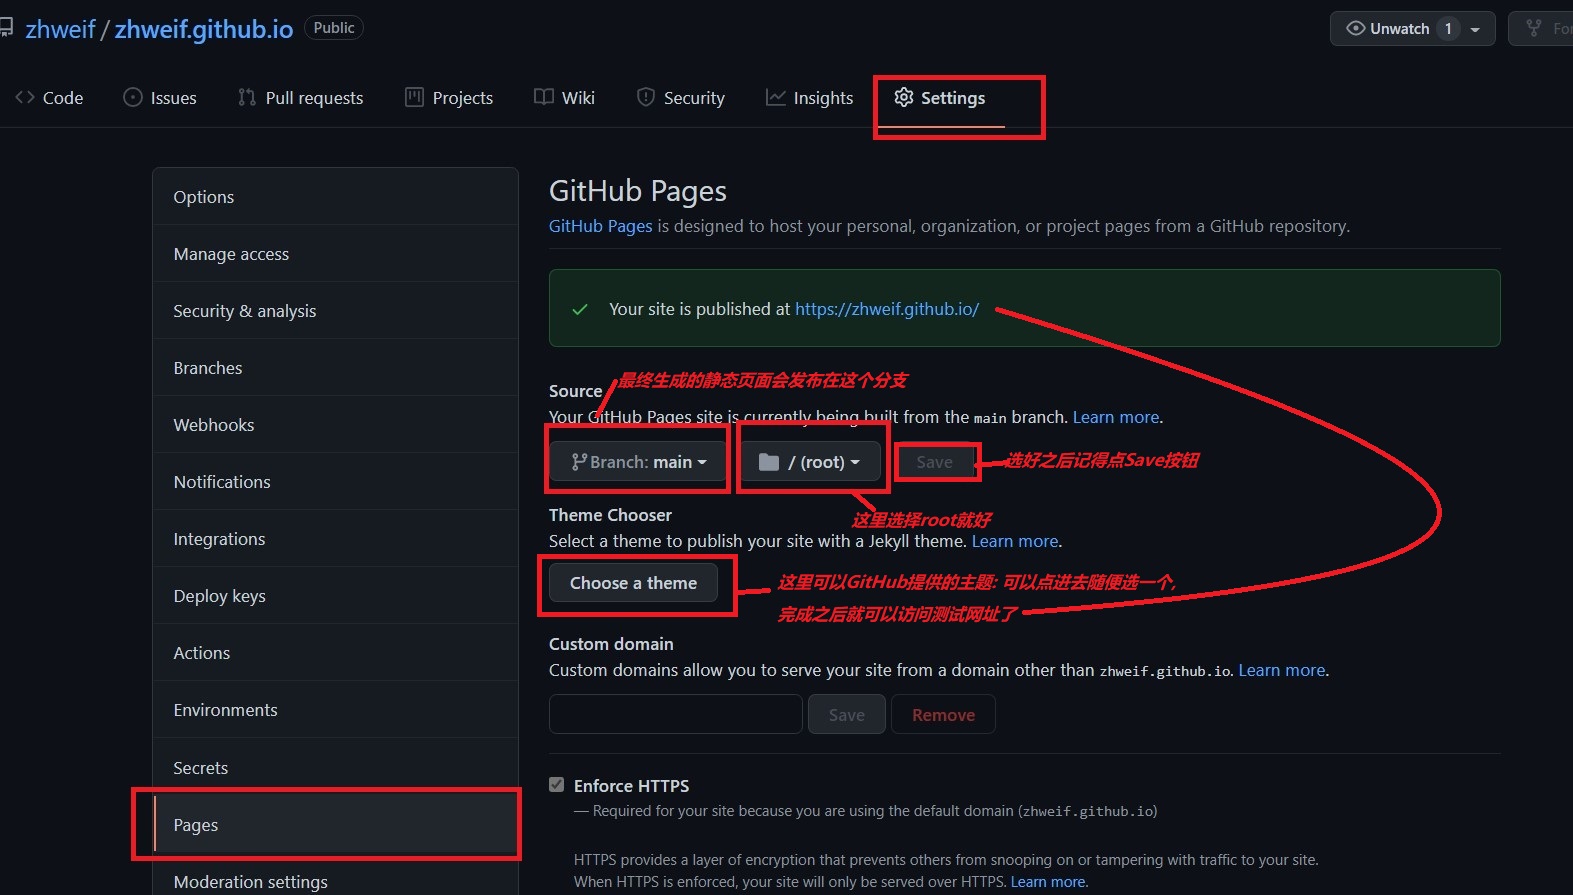 zhweif / zhweif.github.io Public
Unwatch 1
Code Issues Pull requests Projects Wiki Security Insights Settings
Options
Manage access
Security & analysis
Branches
Webhooks
Notifications
Integrations
Deploy keys
Actions
Environments
Secrets
Pages
Moderation settings
GitHub Pages
GitHub Pages is designed to host your personal, organization, or project pages from a GitHub repository.
Your site is published at https://zhweif.github.io/
Source
最终生成的静态页面会发布在这个分支
Your GitHub Pages site is currently being built from the main branch. Learn more.
Branch: main / (root) Save
选好之后记得点Save按钮
这里选择root就好
Theme Chooser
Select a theme to publish your site with a Jekyll theme. Learn more.
Choose a theme
这里可以GitHub提供的主题: 可以点进去随便选一个,
完成之后就可以访问测试网址了
Custom domain
Custom domains allow you to serve your site from a domain other than zhweif.github.io. Learn more.
Save Remove
Enforce HTTPS
— Required for your site because you are using the default domain (zhweif.github.io)
HTTPS provides a layer of encryption that prevents others from snooping on or tampering with traffic to your site.
When HTTPS is enforced, your site will only be served over HTTPS. Learn more.